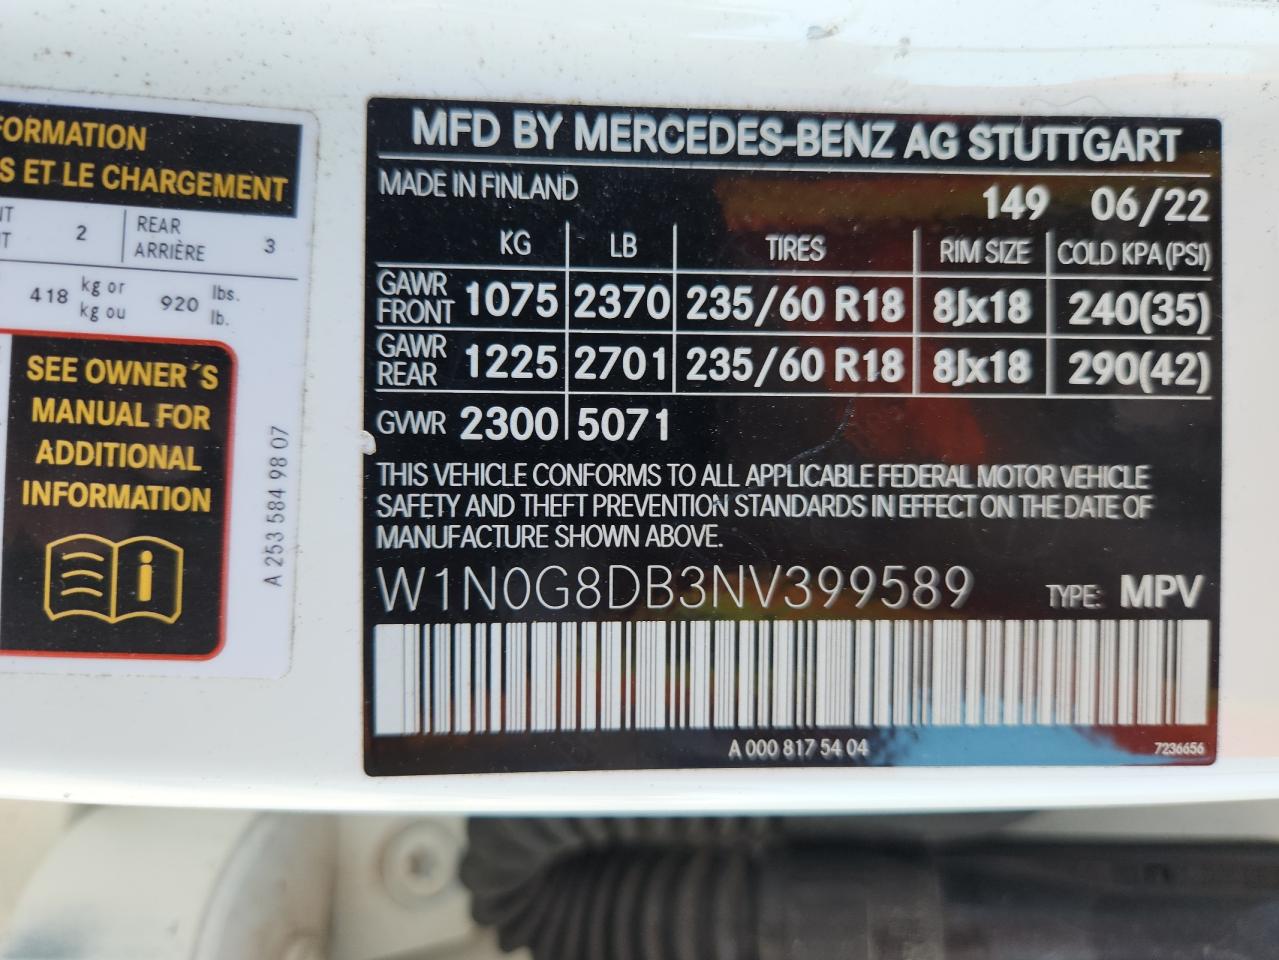 FORMATION
S ET LE CHARGEMENT
2 REAR 3
ARRIÈRE
418 kg or 920 lbs.
kg ou lb.
SEE OWNER´S
MANUAL FOR
ADDITIONAL
INFORMATION
A 253 584 98 07
MFD BY MERCEDES-BENZ AG STUTTGART
MADE IN FINLAND
149 06/22
KG LB TIRES RIM SIZE COLD KPA (PSI)
GAWR FRONT 1075 2370 235/60 R18 8Jx18 240(35)
GAWR REAR 1225 2701 235/60 R18 8Jx18 290(42)
GVWR 2300 5071
THIS VEHICLE CONFORMS TO ALL APPLICABLE FEDERAL MOTOR VEHICLE
SAFETY AND THEFT PREVENTION STANDARDS IN EFFECT ON THE DATE OF
MANUFACTURE SHOWN ABOVE.
W1N0G8DB3NV399589 TYPE: MPV
A 000 817 54 04 7236656